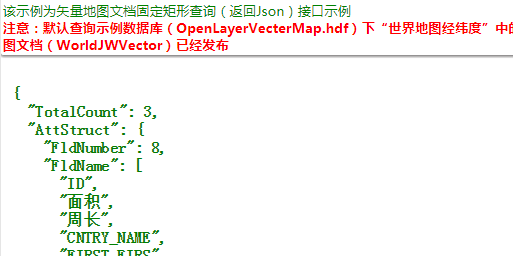 该示例为矢量地图文档固定矩形查询（返回Json）接口示例
注意：默认查询示例数据库（OpenLayerVecterMap.hdf）下“世界地图经纬度”中的
图文档（WorldJWVector）已经发布
{
"TotalCount": 3,
"AttStruct": {
"FldNumber": 8,
"FldName": [
"ID",
"面积",
"周长",
"CNTRY_NAME",
"FIRST_FIRS",